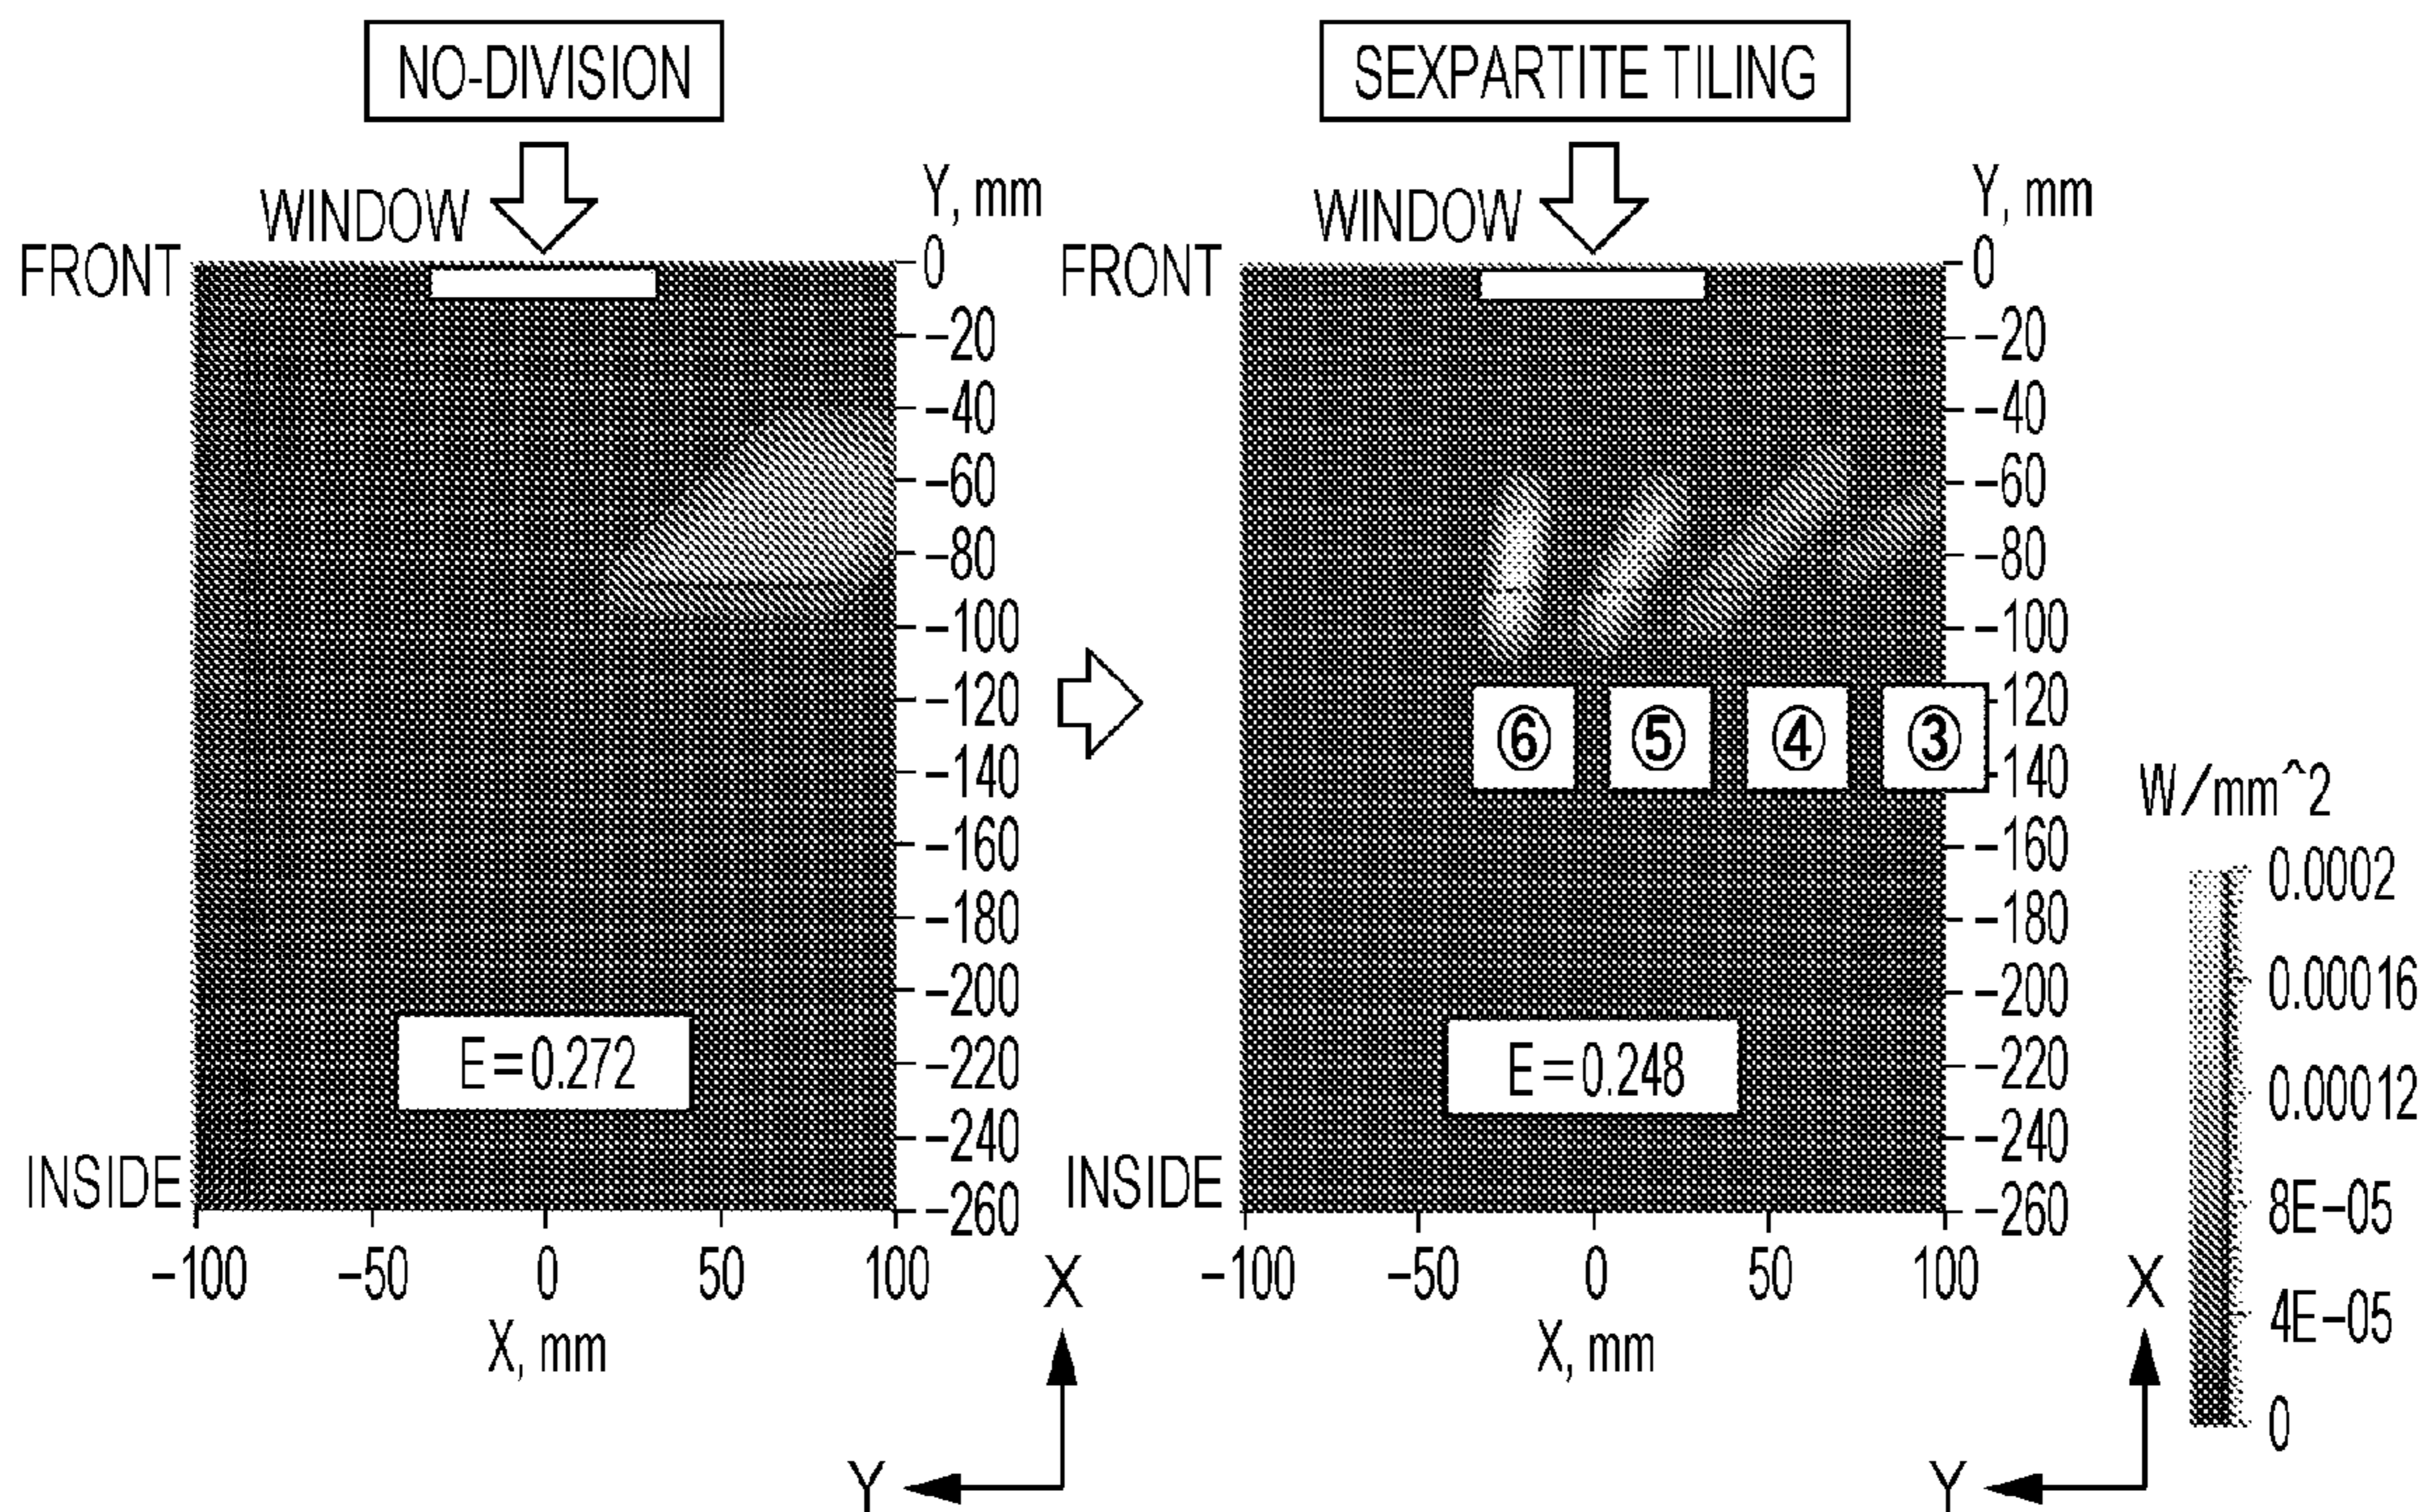 NO-DIVISION
SEXPARTITE TILING
WINDOW
Y, mm
WINDOW
Y, mm
FRONT
0
FRONT
0
−20
−20
−40
−40
−60
−60
−80
−80
−100
−100
−120
120
⑥ ⑤ ④ ③
−140
140
W/mm^2
−160
−160
0.0002
−180
−180
0.00016
−200
−200
E=0.272
−220
E=0.248
−220
0.00012
−240
−240
INSIDE
−260
INSIDE
−260
8E−05
−100 −50 0 50 100
−100 −50 0 50 100
X, mm
X
X, mm
X
4E−05
0
Y
Y